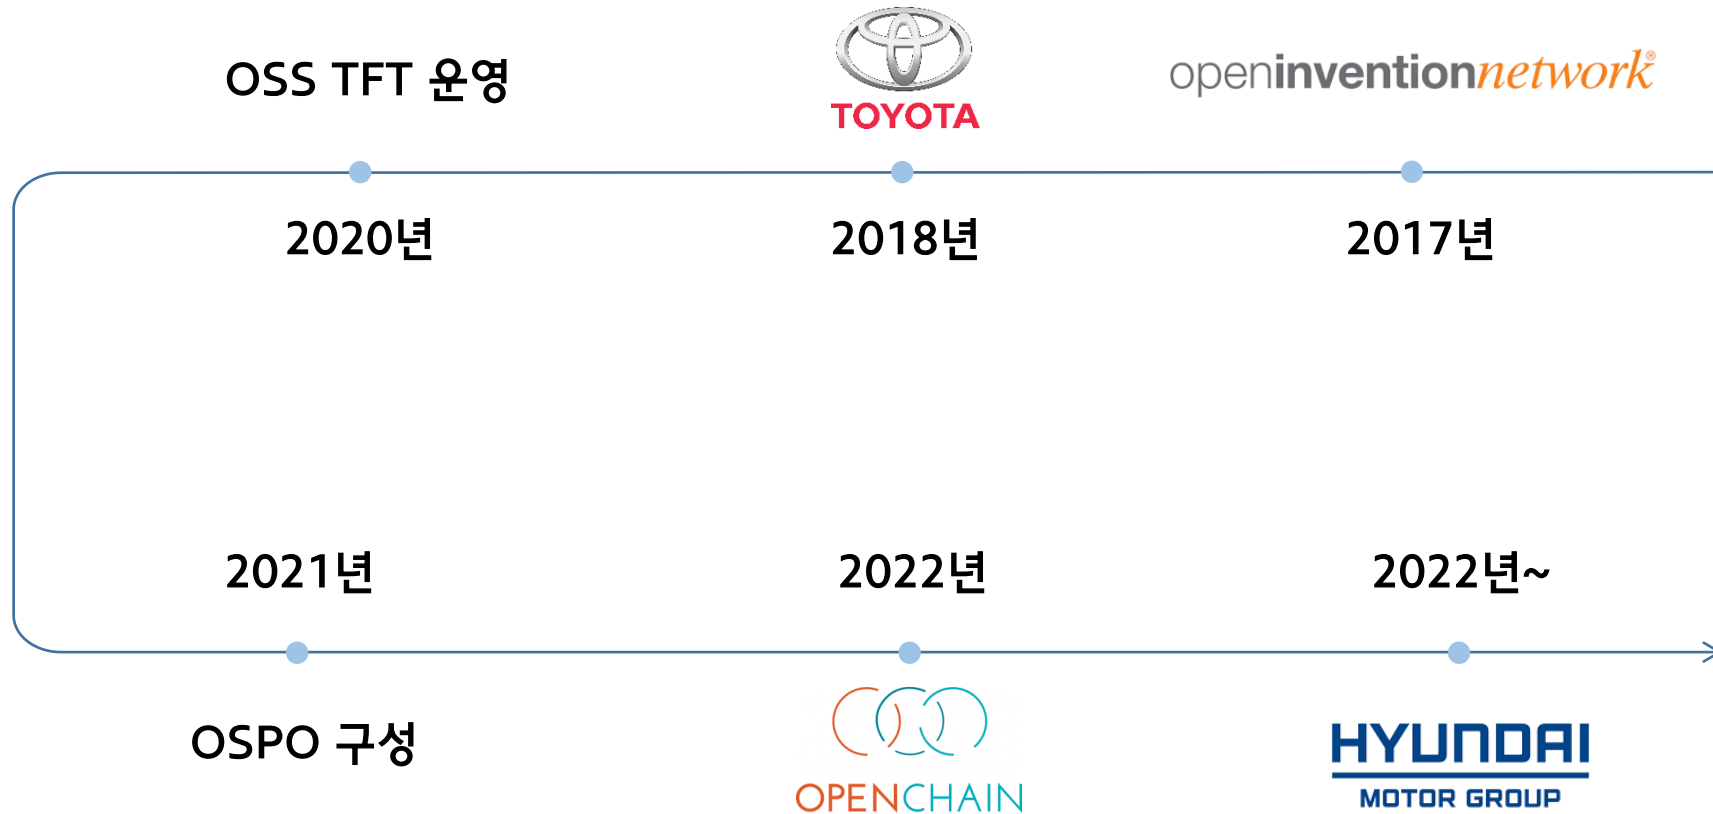 OSS TFT 운영
TOYOTA
openinventionnetwork®
2020년
2018년
2017년
2021년
2022년
2022년~
OSPO 구성
OPENCHAIN
HYUNDAI
MOTOR GROUP